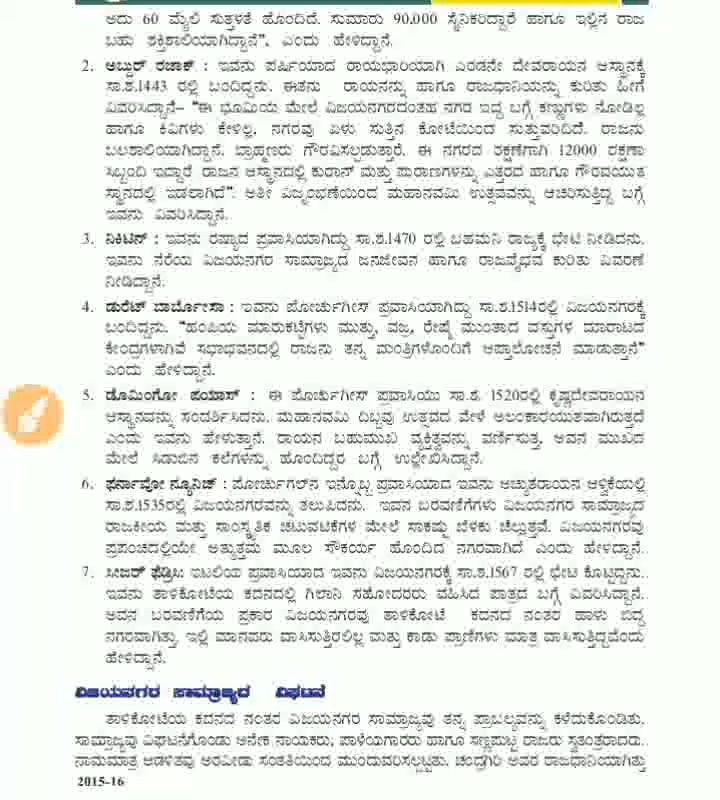 ಅದು 60 ಮೈಲಿ ಸುತ್ತಳತೆ ಹೊಂದಿದೆ. ಸುಮಾರು 90,000 ಸೈನಿಕರಿದ್ದಾರೆ ಹಾಗೂ ಇಲ್ಲಿನ ರಾಜ
ಬಹು ಶಕ್ತಿಶಾಲಿಯಾಗಿದ್ದಾನೆ", ಎಂದು ಹೇಳಿದ್ದಾನೆ.
2. ಅಬ್ದುರ್ ರಜಾಕ್ : ಇವನು ಪರ್ಷಿಯಾದ ರಾಯಭಾರಿಯಾಗಿ ಎರಡನೇ ದೇವರಾಯನ ಆಸ್ಥಾನಕ್ಕೆ
ಸಾ.ಶ.1443 ರಲ್ಲಿ ಬಂದಿದ್ದನು. ಈತನು ರಾಯನನ್ನು ಹಾಗೂ ರಾಜಧಾನಿಯನ್ನು ಕುರಿತು ಹೀಗೆ
ವಿವರಿಸಿದ್ದಾನೆ– "ಈ ಭೂಮಿಯ ಮೇಲೆ ವಿಜಯನಗರದಂತಹ ನಗರ ಇದ್ದ ಬಗ್ಗೆ ಕಣ್ಣುಗಳು ನೋಡಿಲ್ಲ
ಹಾಗೂ ಕಿವಿಗಳು ಕೇಳಿಲ್ಲ. ನಗರವು ಏಳು ಸುತ್ತಿನ ಕೋಟೆಯಿಂದ ಸುತ್ತುವರಿದಿದೆ. ರಾಜನು
ಬಲಶಾಲಿಯಾಗಿದ್ದಾನೆ. ಬ್ರಾಹ್ಮಣರು ಗೌರವಿಸಲ್ಪಡುತ್ತಾರೆ. ಈ ನಗರದ ರಕ್ಷಣೆಗಾಗಿ 12000 ರಕ್ಷಣಾ
ಸಿಬ್ಬಂದಿ ಇದ್ದಾರೆ ರಾಜನ ಆಸ್ಥಾನದಲ್ಲಿ ಕುರಾನ್ ಮತ್ತು ಪುರಾಣಗಳನ್ನು ಎತ್ತರದ ಹಾಗೂ ಗೌರವಯುತ
ಸ್ಥಾನದಲ್ಲಿ ಇಡಲಾಗಿದೆ". ಅತೀ ವಿಜೃಂಭಣೆಯಿಂದ ಮಹಾನವಮಿ ಉತ್ಸವವನ್ನು ಆಚರಿಸುತ್ತಿದ್ದ ಬಗ್ಗೆ
ಇವನು ವಿವರಿಸಿದ್ದಾನೆ.
3. ನಿಕಿಟಿನ್ : ಇವನು ರಷ್ಯಾದ ಪ್ರವಾಸಿಯಾಗಿದ್ದು ಸಾ.ಶ.1470 ರಲ್ಲಿ ಬಹಮನಿ ರಾಜ್ಯಕ್ಕೆ ಭೇಟಿ ನೀಡಿದನು.
ಇವನು ನೆರೆಯ ವಿಜಯನಗರ ಸಾಮ್ರಾಜ್ಯದ ಜನಜೀವನ ಹಾಗೂ ರಾಜವೈಭವ ಕುರಿತು ವಿವರಣೆ
ನೀಡಿದ್ದಾನೆ.
4. ಡುರೆಟ್ ಬಾರ್ಬೋಸಾ : ಇವನು ಪೋರ್ಚುಗೀಸ್ ಪ್ರವಾಸಿಯಾಗಿದ್ದು ಸಾ.ಶ.1514ರಲ್ಲಿ ವಿಜಯನಗರಕ್ಕೆ
ಬಂದಿದ್ದನು. "ಹಂಪಿಯ ಮಾರುಕಟ್ಟೆಗಳು ಮುತ್ತು, ವಜ್ರ, ರೇಷ್ಮೆ ಮುಂತಾದ ವಸ್ತುಗಳ ಮಾರಾಟದ
ಕೇಂದ್ರಗಳಾಗಿವೆ ಸಭಾಭವನದಲ್ಲಿ ರಾಜನು ತನ್ನ ಮಂತ್ರಿಗಳೊಂದಿಗೆ ಆಪ್ತಾಲೋಚನೆ ಮಾಡುತ್ತಾನೆ"
ಎಂದು ಹೇಳಿದ್ದಾನೆ.
5. ಡೊಮಿಂಗೋ ಪಯಾಸ್ : ಈ ಪೋರ್ಚುಗೀಸ್ ಪ್ರವಾಸಿಯು ಸಾ.ಶ. 1520ರಲ್ಲಿ ಕೃಷ್ಣದೇವರಾಯನ
ಆಸ್ಥಾನವನ್ನು ಸಂದರ್ಶಿಸಿದನು. ಮಹಾನವಮಿ ದಿಬ್ಬವು ಉತ್ಸವದ ವೇಳೆ ಅಲಂಕಾರಯುತವಾಗಿರುತ್ತದೆ
ಎಂದು ಇವನು ಹೇಳುತ್ತಾನೆ. ರಾಯನ ಬಹುಮುಖಿ ವ್ಯಕ್ತಿತ್ವವನ್ನು ವರ್ಣಿಸುತ್ತ, ಅವನ ಮುಖದ
ಮೇಲೆ ಸಿಡುಬಿನ ಕಲೆಗಳನ್ನು ಹೊಂದಿದ್ದರ ಬಗ್ಗೆ ಉಲ್ಲೇಖಿಸಿದ್ದಾನೆ.
6. ಫರ್ನಾವೋ ನ್ಯೂನಿಚ್ : ಪೋರ್ಚುಗಲ್‌ನ ಇನ್ನೊಬ್ಬ ಪ್ರವಾಸಿಯಾದ ಇವನು ಅಚ್ಯುತರಾಯನ ಆಳ್ವಿಕೆಯಲ್ಲಿ
ಸಾ.ಶ.1535ರಲ್ಲಿ ವಿಜಯನಗರವನ್ನು ತಲುಪಿದನು. ಇವನ ಬರವಣಿಗೆಗಳು ವಿಜಯನಗರ ಸಾಮ್ರಾಜ್ಯದ
ರಾಜಕೀಯ ಮತ್ತು ಸಾಂಸ್ಕೃತಿಕ ಚಟುವಟಿಕೆಗಳ ಮೇಲೆ ಸಾಕಷ್ಟು ಬೆಳಕು ಚೆಲ್ಲುತ್ತವೆ. ವಿಜಯನಗರವು
ಪ್ರಪಂಚದಲ್ಲಿಯೇ ಅತ್ಯುತ್ತಮ ಮೂಲ ಸೌಕರ್ಯ ಹೊಂದಿದ ನಗರವಾಗಿದೆ ಎಂದು ಹೇಳಿದ್ದಾನೆ.
7. ಸೀಜರ್ ಫೆಡ್ರಿಸಿ: ಇಟಲಿಯ ಪ್ರವಾಸಿಯಾದ ಇವನು ವಿಜಯನಗರಕ್ಕೆ ಸಾ.ಶ.1567 ರಲ್ಲಿ ಭೇಟಿ ಕೊಟ್ಟಿದ್ದನು..
ಇವನು ತಾಳಿಕೋಟೆಯ ಕದನದಲ್ಲಿ ಗಿಲಾನಿ ಸಹೋದರರು ವಹಿಸಿದ ಪಾತ್ರದ ಬಗ್ಗೆ ವಿವರಿಸಿದ್ದಾನೆ.
ಅವನ ಬರವಣಿಗೆಯ ಪ್ರಕಾರ ವಿಜಯನಗರವು ತಾಳಿಕೋಟೆ ಕದನದ ನಂತರ ಹಾಳು ಬಿದ್ದ
ನಗರವಾಗಿತ್ತು. ಇಲ್ಲಿ ಮಾನವರು ವಾಸಿಸುತ್ತಿರಲಿಲ್ಲ ಮತ್ತು ಕಾಡು ಪ್ರಾಣಿಗಳು ಮಾತ್ರ ವಾಸಿಸುತ್ತಿದ್ದವೆಂದು
ಹೇಳಿದ್ದಾನೆ.
ವಿಜಯನಗರ ಸಾಮ್ರಾಜ್ಯದ ವಿಘಟನೆ
ತಾಳಿಕೋಟೆಯ ಕದನದ ನಂತರ ವಿಜಯನಗರ ಸಾಮ್ರಾಜ್ಯವು ತನ್ನ ಪ್ರಾಬಲ್ಯವನ್ನು ಕಳೆದುಕೊಂಡಿತು.
ಸಾಮ್ರಾಜ್ಯವು ವಿಘಟನೆಗೊಂಡು ಅನೇಕ ನಾಯಕರು, ಪಾಳೆಯಗಾರರು ಹಾಗೂ ಸಣ್ಣಪುಟ್ಟ ರಾಜರು ಸ್ವತಂತ್ರರಾದರು..
ನಾಮಮಾತ್ರ ಆಡಳಿತವು ಅರವೀಡು ಸಂತತಿಯಿಂದ ಮುಂದುವರಿಸಲ್ಪಟ್ಟಿತು. ಚಂದ್ರಗಿರಿ ಅವರ ರಾಜಧಾನಿಯಾಗಿತ್ತು
2015-16